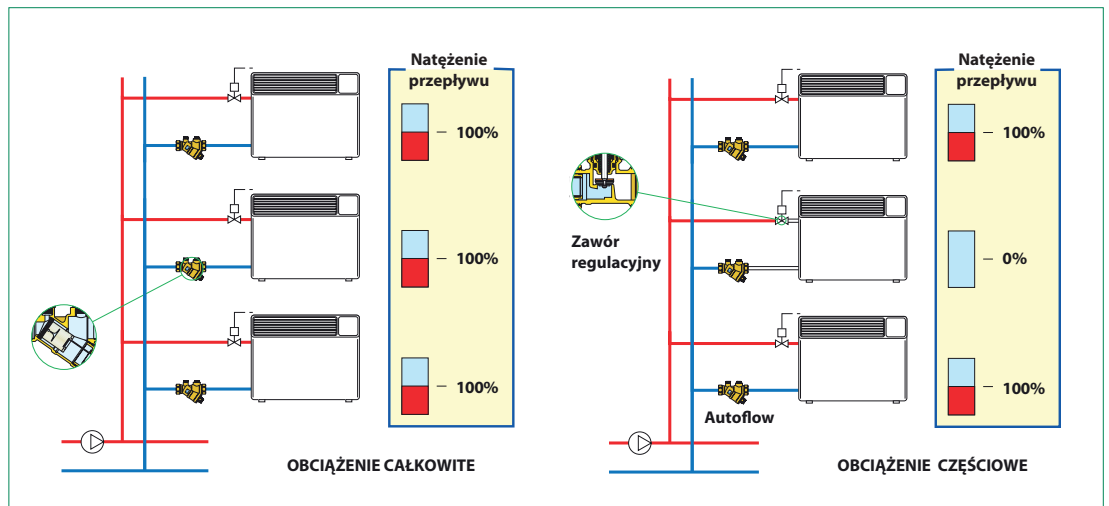 Natężenie
przepływu
100%
100%
100%
OBCIĄŻENIE CAŁKOWITE
Natężenie
przepływu
100%
Zawór
regulacyjny
0%
100%
Autoflow
OBCIĄŻENIE CZĘŚCIOWE